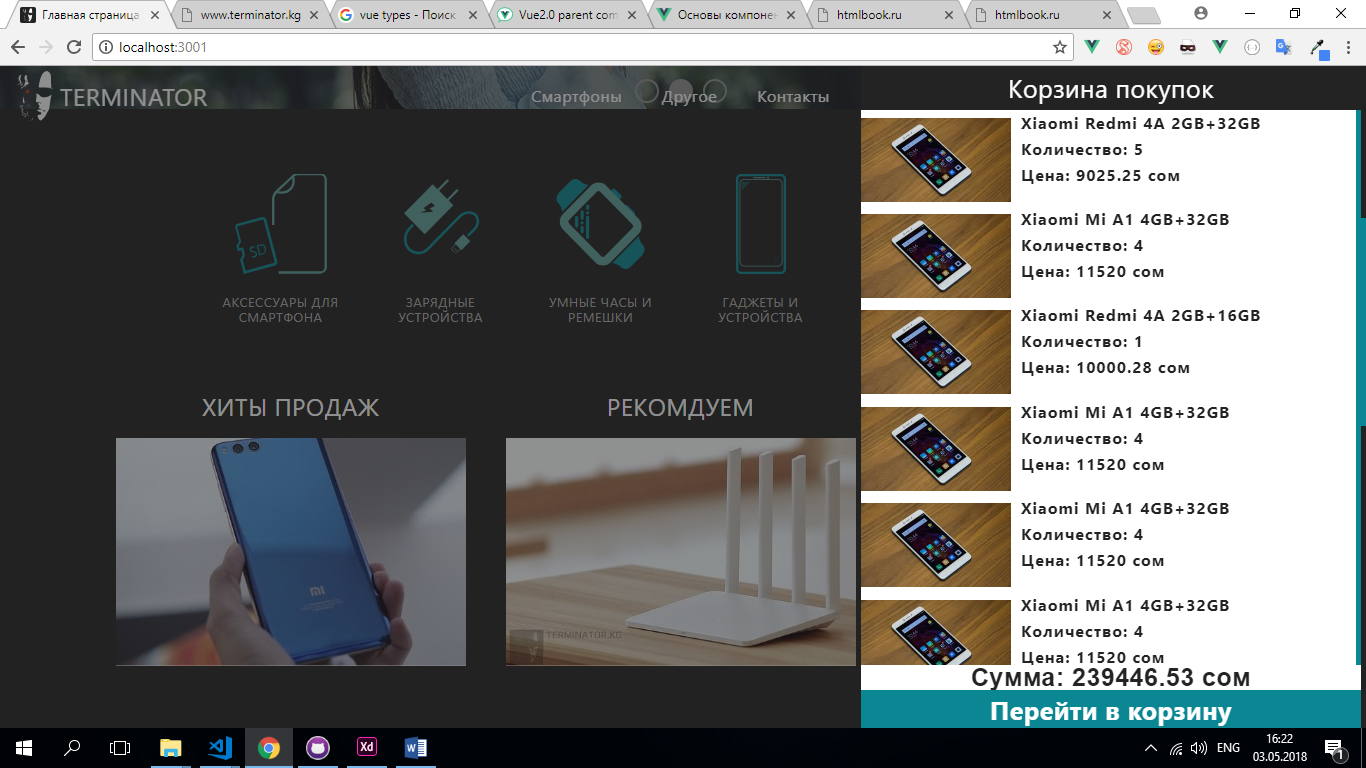 Главная страница
www.terminator.kg
vue types - Поиск
Vue2.0 parent com
Основы компонен
htmlbook.ru
htmlbook.ru
localhost:3001
TERMINATOR
Смартфоны
Другое
Контакты
АКСЕССУАРЫ ДЛЯ
СМАРТФОНА
ЗАРЯДНЫЕ
УСТРОЙСТВА
УМНЫЕ ЧАСЫ И
РЕМЕШКИ
ГАДЖЕТЫ И
УСТРОЙСТВА
SD
ХИТЫ ПРОДАЖ
РЕКОМДУЕМ
mi
TERMINATOR.KG
Корзина покупок
Xiaomi Redmi 4A 2GB+32GB
Количество: 5
Цена: 9025.25 сом
Xiaomi Mi A1 4GB+32GB
Количество: 4
Цена: 11520 сом
Xiaomi Redmi 4A 2GB+16GB
Количество: 1
Цена: 10000.28 сом
Xiaomi Mi A1 4GB+32GB
Количество: 4
Цена: 11520 сом
Xiaomi Mi A1 4GB+32GB
Количество: 4
Цена: 11520 сом
Xiaomi Mi A1 4GB+32GB
Количество: 4
Цена: 11520 сом
Сумма: 239446.53 сом
Перейти в корзину
Xd
ENG
16:22
03.05.2018
1